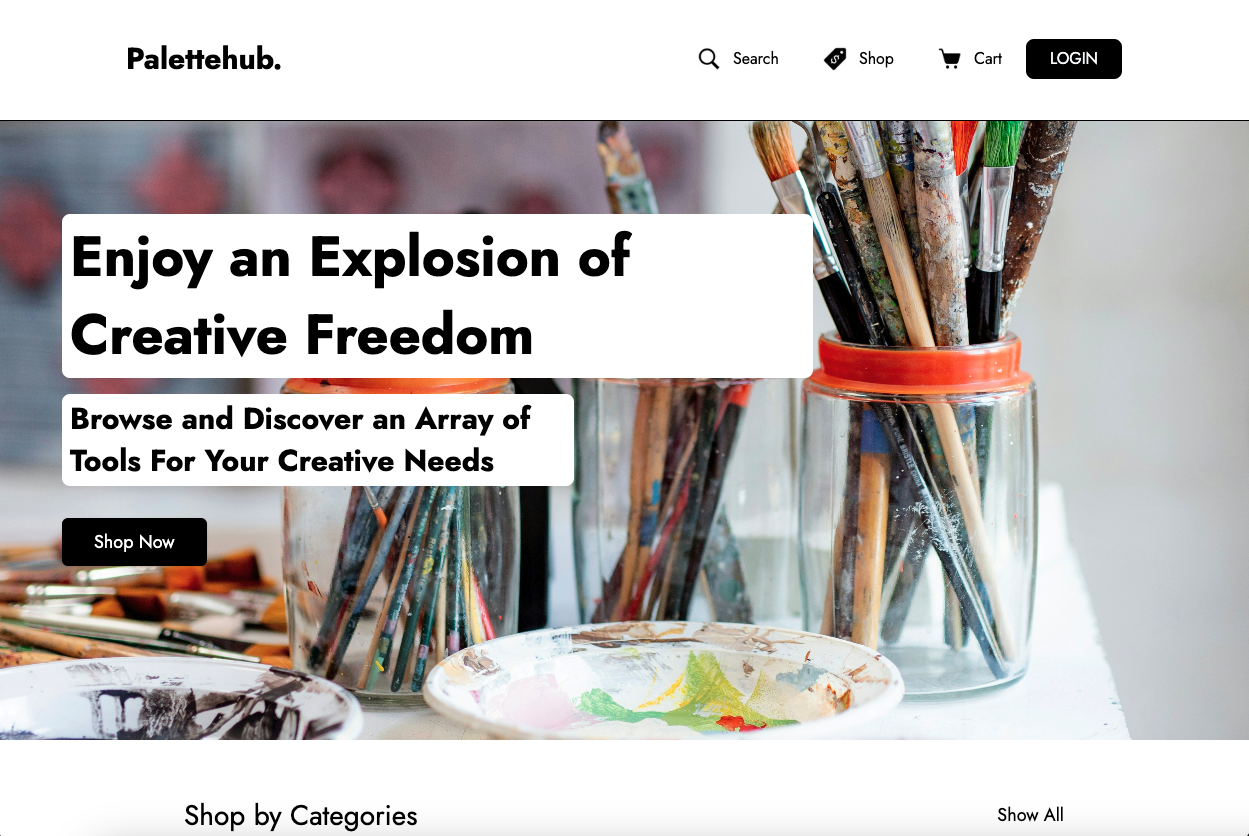 Palettehub.
Search
Shop
Cart
LOGIN
Enjoy an Explosion of
Creative Freedom
Browse and Discover an Array of
Tools For Your Creative Needs
Shop Now
Shop by Categories
Show All